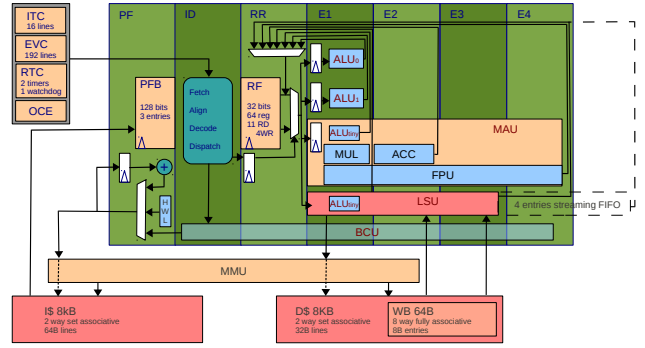 ITC
16 lines
EVC
192 lines
RTC
2 timers
1 watchdog
OCE
PF
ID
RR
E1
E2
E3
E4
PFB
128 bits
3 entries
Fetch
Align
Decode
Dispatch
RF
32 bits
64 reg
11 RD
4WR
ALU0
ALU1
MAU
ALUtiny
MUL
ACC
FPU
HWL
ALUtiny
LSU
4 entries streaming FIFO
BCU
MMU
I$ 8kB
2 way set associative
64B lines
D$ 8KB
2 way set associative
32B lines
WB 64B
8 way fully associative
8B entries